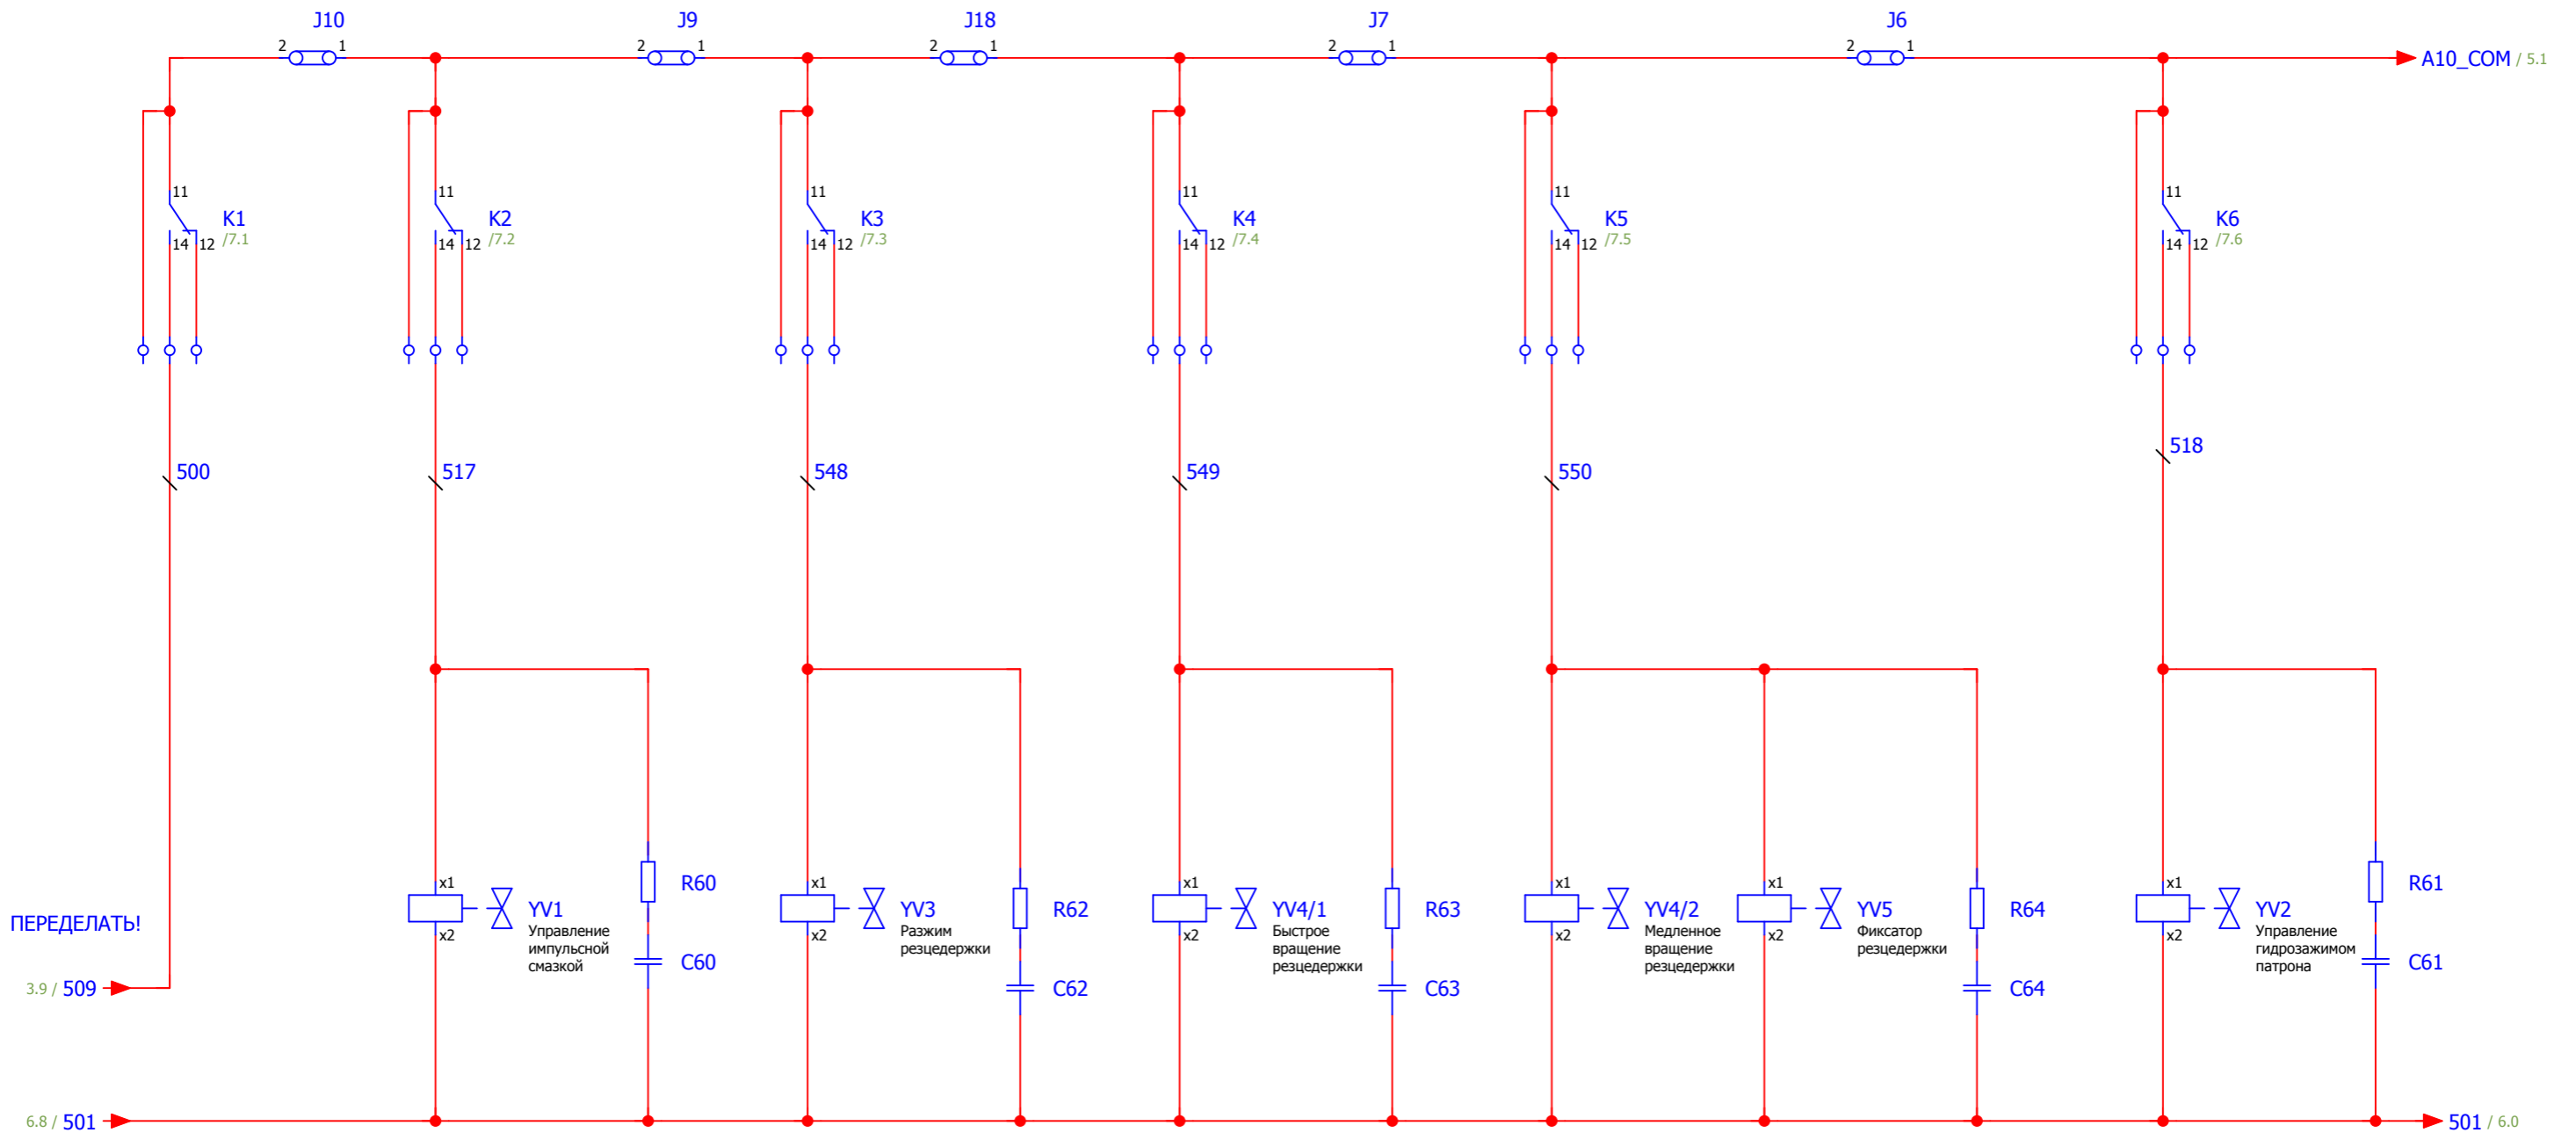 J10
J9
J18
J7
J6
2 1
2 1
2 1
2 1
2 1
A10_COM / 5.1
11
11
11
11
11
11
K1
K2
K3
K4
K5
K6
/7.1
/7.2
/7.3
/7.4
/7.5
/7.6
14 12
14 12
14 12
14 12
14 12
14 12
518
500
517
548
549
550
x1
x1
x1
x1
x1
x1
R60
R62
R63
R64
R61
YV1
Управление
импульсной
смазкой
YV3
Разжим
резцедержки
YV4/1
Быстрое
вращение
резцедержки
YV4/2
Медленное
вращение
резцедержки
YV5
Фиксатор
резцедержки
YV2
Управление
гидрозажимом
патрона
ПЕРЕДЕЛАТЬ!
x2
x2
x2
x2
x2
x2
C60
C62
C63
C64
C61
3.9 / 509
6.8 / 501
501 / 6.0